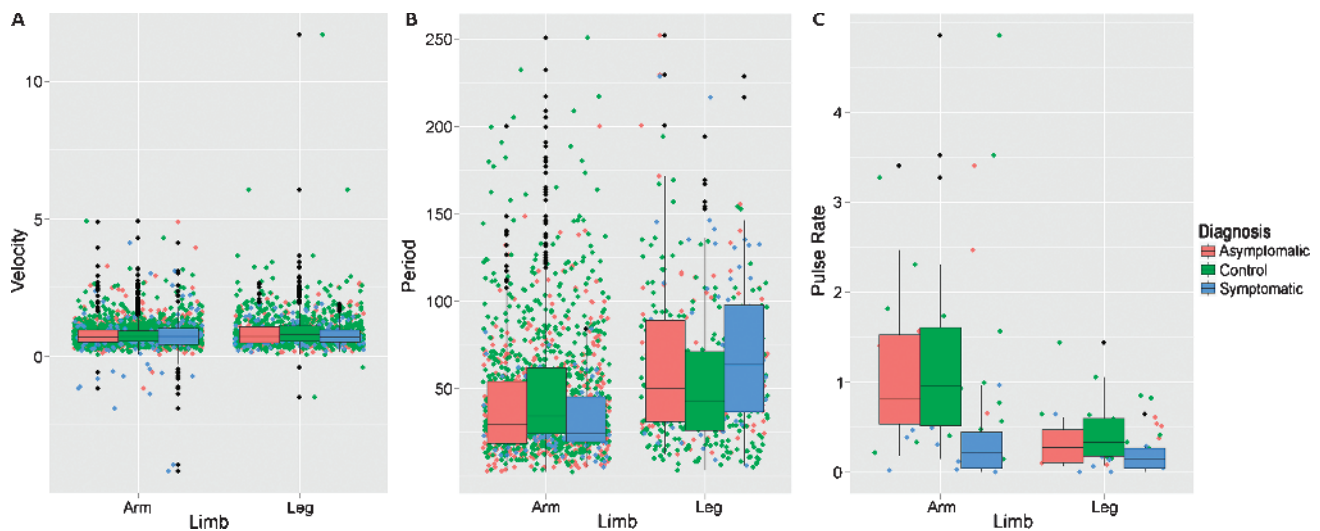 A
Velocity
10
5
0
Arm
Leg
Limb
B
Period
250
200
150
100
50
Arm
Leg
Limb
C
Pulse Rate
4
3
2
1
0
Arm
Leg
Limb
Diagnosis
Asymptomatic
Control
Symptomatic